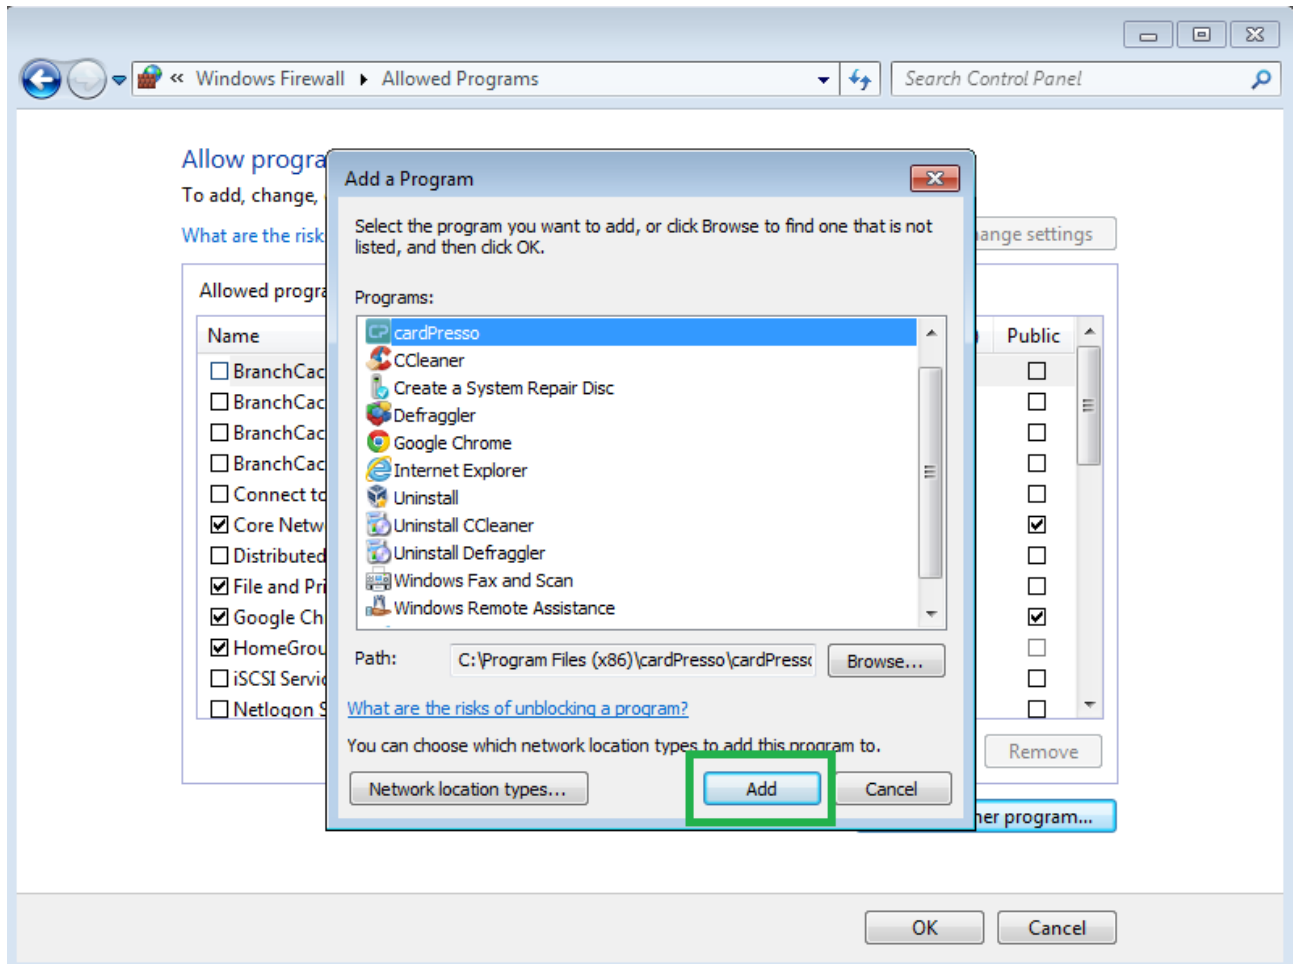 « Windows Firewall ▸ Allowed Programs
Search Control Panel
Allow progra
To add, change,
What are the risk
ange settings
Allowed progra
Name
Public
BranchCac
BranchCac
BranchCac
BranchCac
Connect to
Core Netw
Distributed
File and Pri
Google Ch
HomeGrou
iSCSI Servic
Netlogon S
Remove
her program...
OK
Cancel
Add a Program
Select the program you want to add, or click Browse to find one that is not
listed, and then click OK.
Programs:
CP cardPresso
CCleaner
Create a System Repair Disc
Defraggler
Google Chrome
Internet Explorer
Uninstall
Uninstall CCleaner
Uninstall Defraggler
Windows Fax and Scan
Windows Remote Assistance
Path: C:\Program Files (x86)\cardPresso\cardPresso Browse...
What are the risks of unblocking a program?
You can choose which network location types to add this program to.
Network location types... Add Cancel